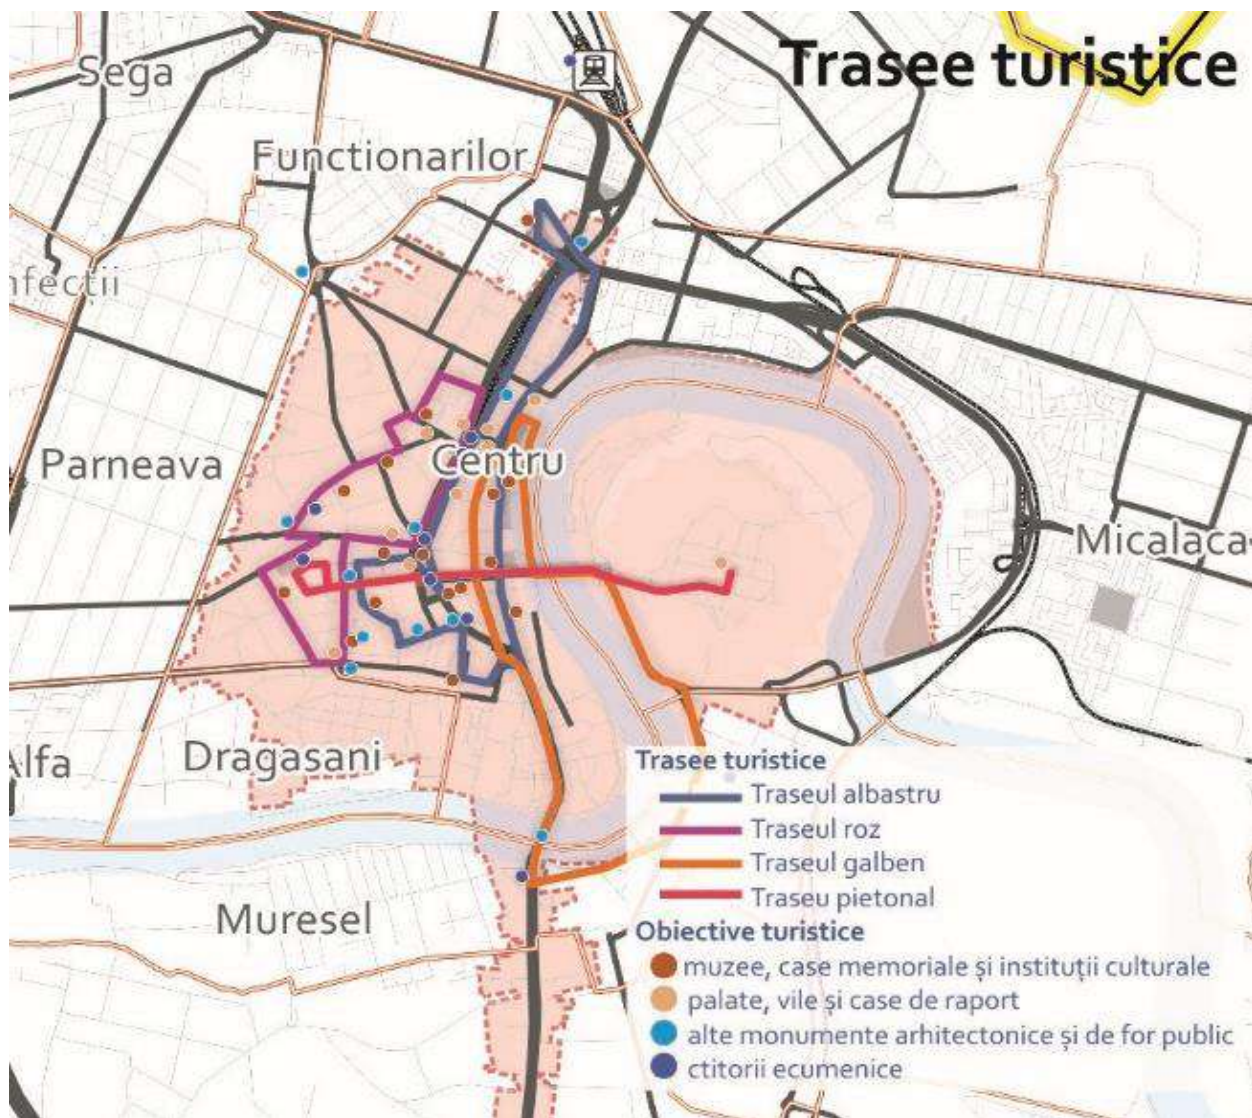 Trasee turistice
Sega
Functionarilor
nfectii
Centru
Parneava
Micalaca
Dragasani
Alfa
Muresel
Trasee turistice
Traseul albastru
Traseul roz
Traseul galben
Traseu pietonal
Obiective turistice
muzee, case memoriale și instituții culturale
palate, vile și case de raport
alte monumente arhitectonice și de for public
ctitorii ecumenice